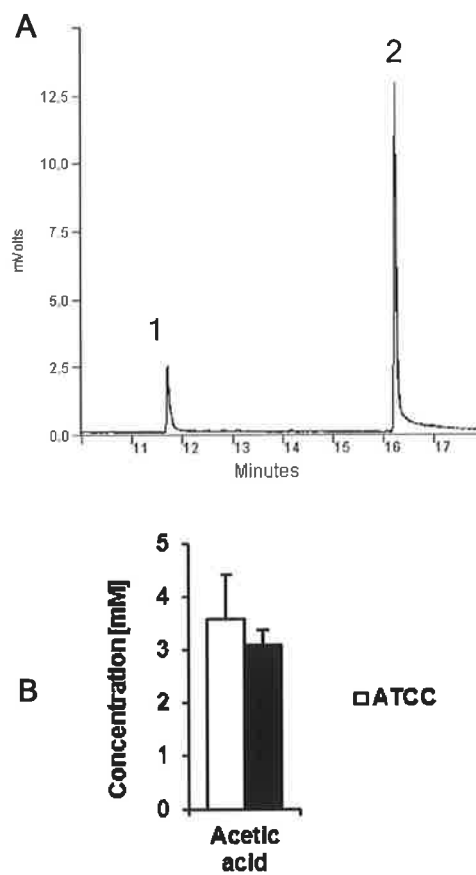 A
2
12,5
10,0
7,5
5,0
2,5
0,0
mVolts
1
11 12 13 14 15 16 17
Minutes
B
Concentration [mM]
5
4
3
2
1
0
Acetic
acid
ATCC